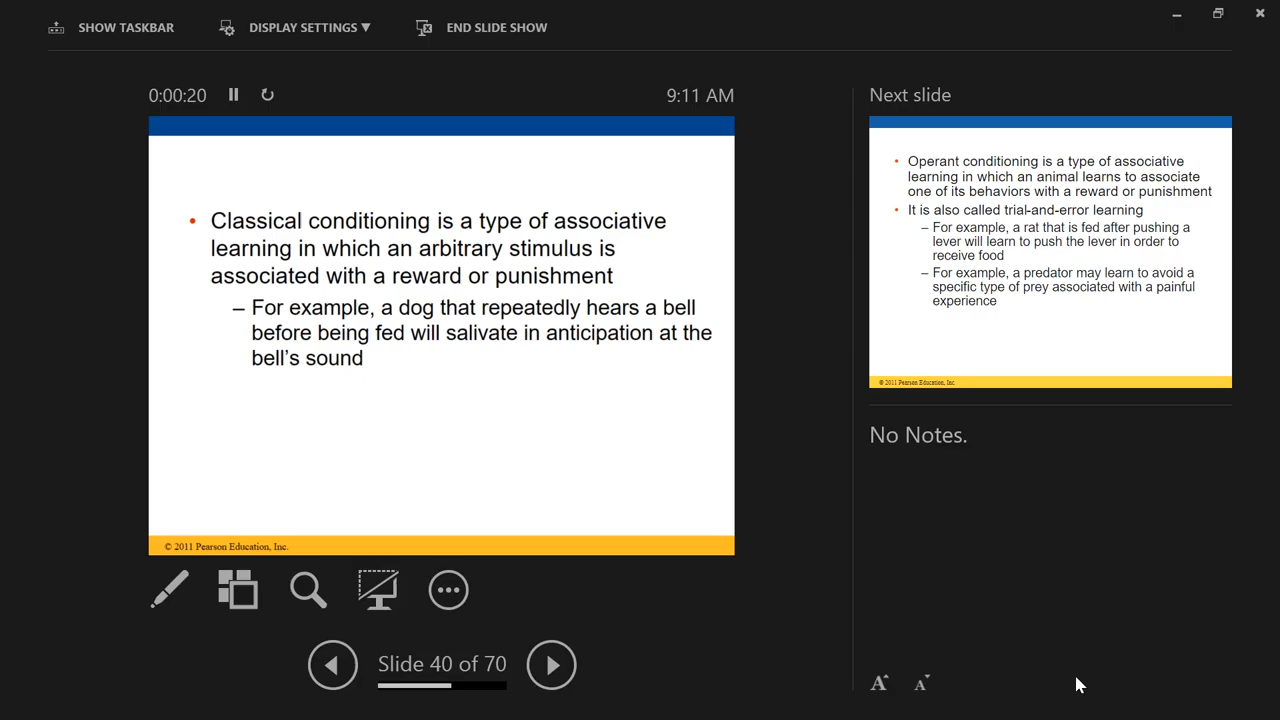 SHOW TASKBAR
DISPLAY SETTINGS ▼
END SLIDE SHOW
0:00:20
9:11 AM
• Classical conditioning is a type of associative
learning in which an arbitrary stimulus is
associated with a reward or punishment
– For example, a dog that repeatedly hears a bell
before being fed will salivate in anticipation at the
bell's sound
© 2011 Pearson Education, Inc.
Slide 40 of 70
Next slide
• Operant conditioning is a type of associative
learning in which an animal learns to associate
one of its behaviors with a reward or punishment
• It is also called trial-and-error learning
– For example, a rat that is fed after pushing a
lever will learn to push the lever in order to
receive food
– For example, a predator may learn to avoid a
specific type of prey associated with a painful
experience
© 2011 Pearson Education, Inc.
No Notes.
A A